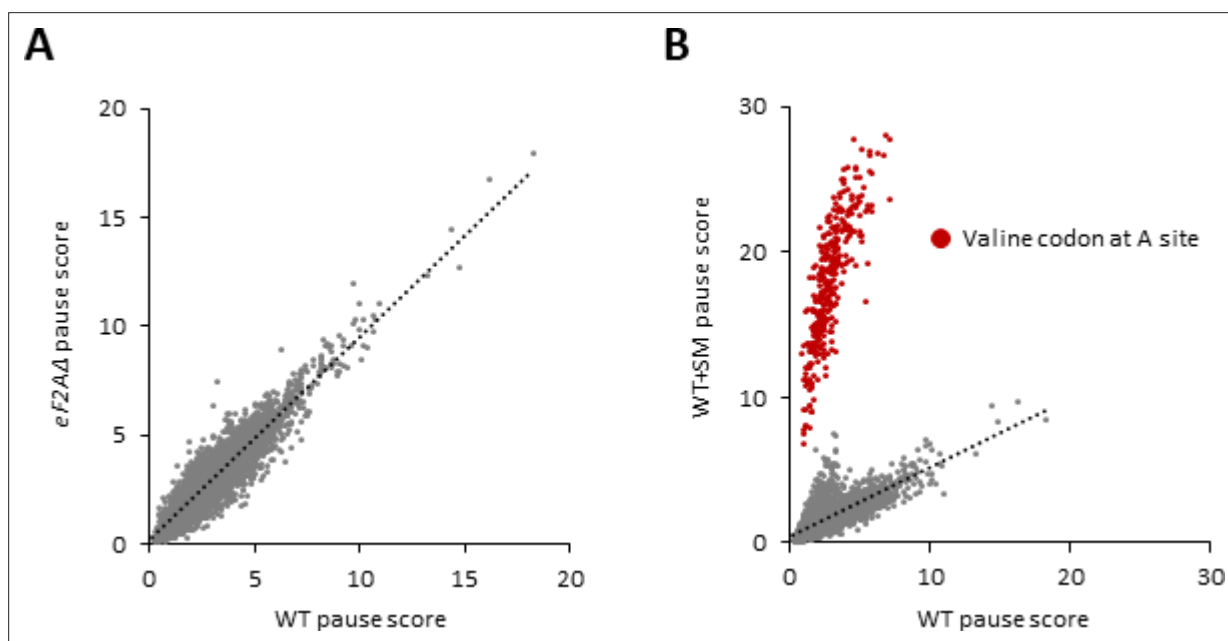 A
20
15
10
5
0
0 5 10 15 20
eF2AΔ pause score
WT pause score
B
30
20
10
0
0 10 20 30
WT+SM pause score
WT pause score
Valine codon at A site